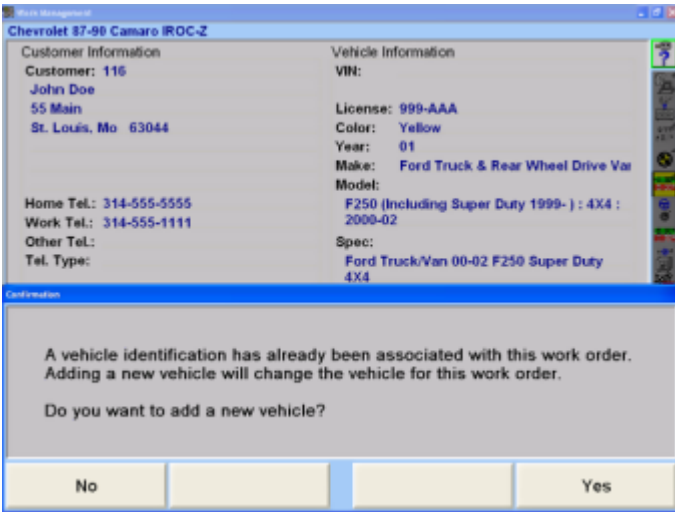 Work Management
Chevrolet 87-90 Camaro IROC-Z
Customer Information
Customer: 116
John Doe
55 Main
St. Louis, Mo 63044
Home Tel.: 314-555-5555
Work Tel.: 314-555-1111
Other Tel.:
Tel. Type:
Vehicle Information
VIN:
License: 999-AAA
Color: Yellow
Year: 01
Make: Ford Truck & Rear Wheel Drive Var
Model:
F250 (Including Super Duty 1999- ) : 4X4 :
2000-02
Spec:
Ford Truck/Van 00-02 F250 Super Duty
4X4
Confirmation
A vehicle identification has already been associated with this work order.
Adding a new vehicle will change the vehicle for this work order.
Do you want to add a new vehicle?
No
Yes